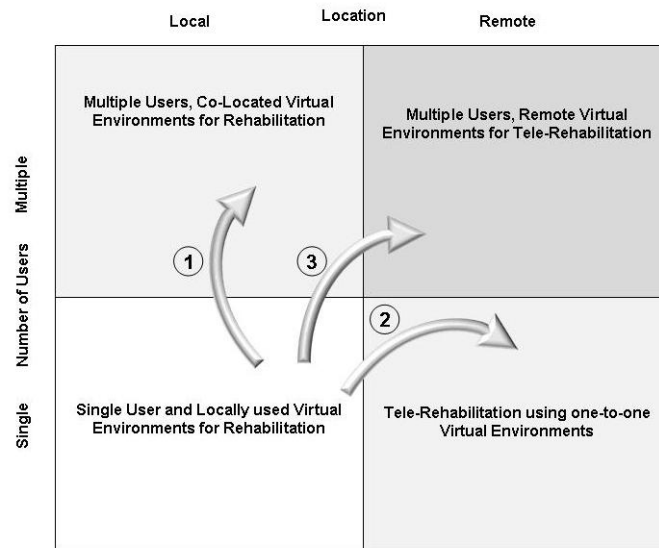 Location
Local
Remote
Multiple Users, Co-Located Virtual
Environments for Rehabilitation
Multiple Users, Remote Virtual
Environments for Tele-Rehabilitation
Multiple
Number of Users
Single
1
3
2
Single User and Locally used Virtual
Environments for Rehabilitation
Tele-Rehabilitation using one-to-one
Virtual Environments